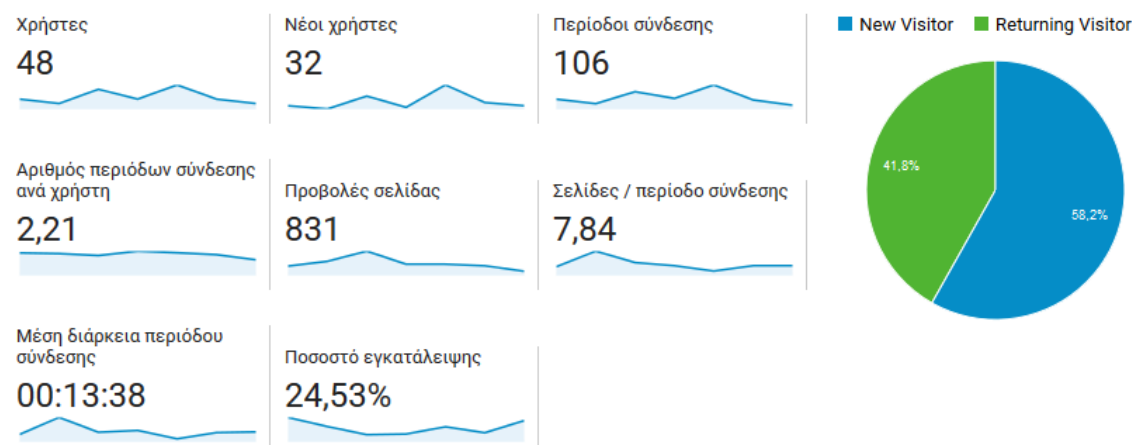 Χρήστες
48
Νέοι χρήστες
32
Περίοδοι σύνδεσης
106
Αριθμός περιόδων σύνδεσης
ανά χρήστη
2,21
Προβολές σελίδας
831
Σελίδες / περίοδο σύνδεσης
7,84
Μέση διάρκεια περιόδου
σύνδεσης
00:13:38
Ποσοστό εγκατάλειψης
24,53%
New Visitor
Returning Visitor
41,8%
58,2%